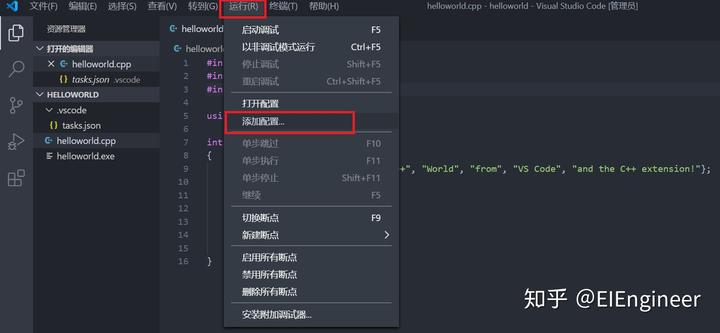 文件(F) 编辑(E) 选择(S) 查看(V) 转到(G) 运行(R) 终端(T) 帮助(H) helloworld.cpp - helloworld - Visual Studio Code [管理员]
资源管理器
打开的编辑器
helloworld.cpp
tasks.json .vscode
HELLOWORLD
.vscode
tasks.json
helloworld.cpp
helloworld.exe
hellowor
hellowor
1 #in
2 #in
3 #in
4
5 usi
6
7 int
8 {
9 +", "World", "from", "VS Code", "and the C++ extension!"};
10
11
12
13
14
15
16 }
启动调试 F5
以非调试模式运行 Ctrl+F5
停止调试 Shift+F5
重启调试 Ctrl+Shift+F5
打开配置
添加配置...
单步跳过 F10
单步执行 F11
单步停止 Shift+F11
继续 F5
切换断点 F9
新建断点
启用所有断点
禁用所有断点
删除所有断点
安装附加调试器...
知乎 @EIEngineer